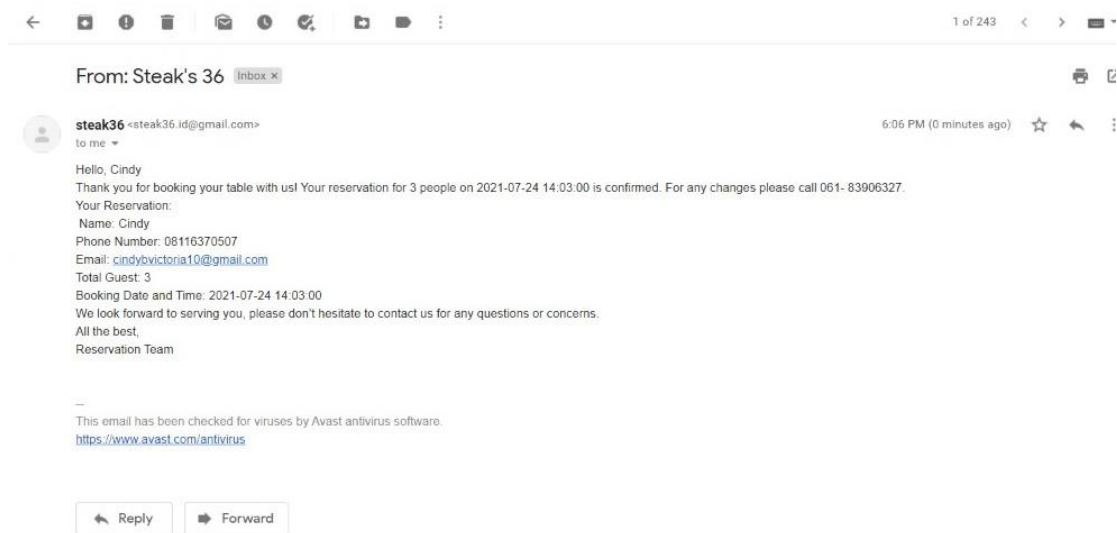 1 of 243
From: Steak's 36 Inbox ×
steak36 <steak36.id@gmail.com> 6:06 PM (0 minutes ago)
to me
Hello, Cindy
Thank you for booking your table with us! Your reservation for 3 people on 2021-07-24 14:03:00 is confirmed. For any changes please call 061- 83906327.
Your Reservation:
Name: Cindy
Phone Number: 08116370507
Email: cindybvictoria10@gmail.com
Total Guest: 3
Booking Date and Time: 2021-07-24 14:03:00
We look forward to serving you, please don't hesitate to contact us for any questions or concerns.
All the best,
Reservation Team
--
This email has been checked for viruses by Avast antivirus software.
https://www.avast.com/antivirus
Reply Forward